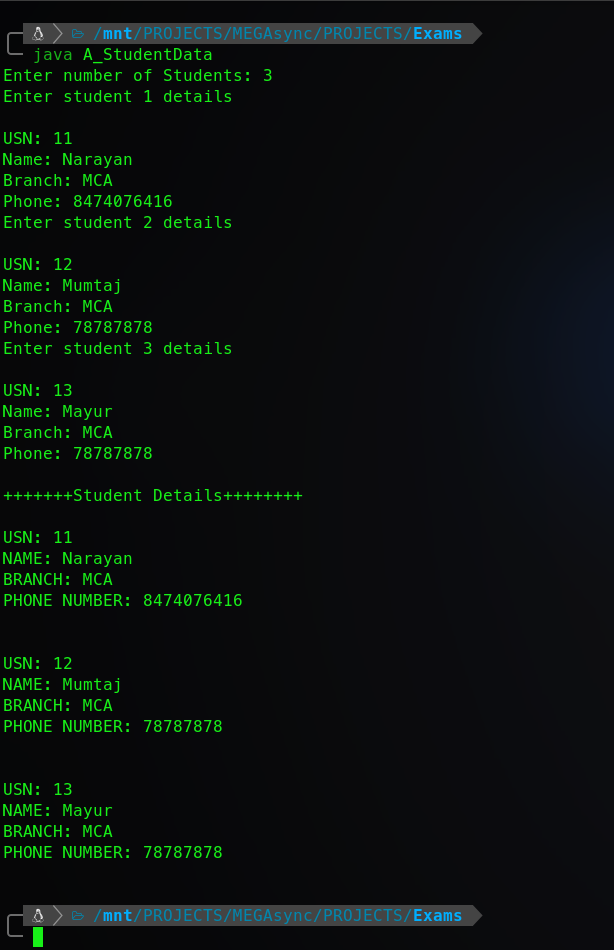 /mnt/PROJECTS/MEGAsync/PROJECTS/Exams
java A_StudentData
Enter number of Students: 3
Enter student 1 details
USN: 11
Name: Narayan
Branch: MCA
Phone: 8474076416
Enter student 2 details
USN: 12
Name: Mumtaj
Branch: MCA
Phone: 78787878
Enter student 3 details
USN: 13
Name: Mayur
Branch: MCA
Phone: 78787878
+++++++Student Details++++++++
USN: 11
NAME: Narayan
BRANCH: MCA
PHONE NUMBER: 8474076416
USN: 12
NAME: Mumtaj
BRANCH: MCA
PHONE NUMBER: 78787878
USN: 13
NAME: Mayur
BRANCH: MCA
PHONE NUMBER: 78787878
/mnt/PROJECTS/MEGAsync/PROJECTS/Exams